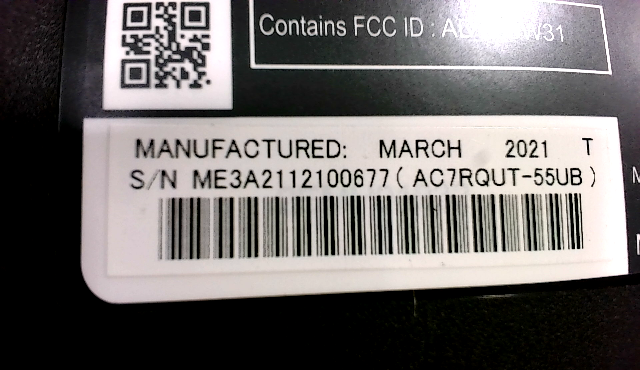 Contains FCC ID :
MANUFACTURED: MARCH 2021 T
S/N ME3A2112100677 ( AC7RQUT-55UB )